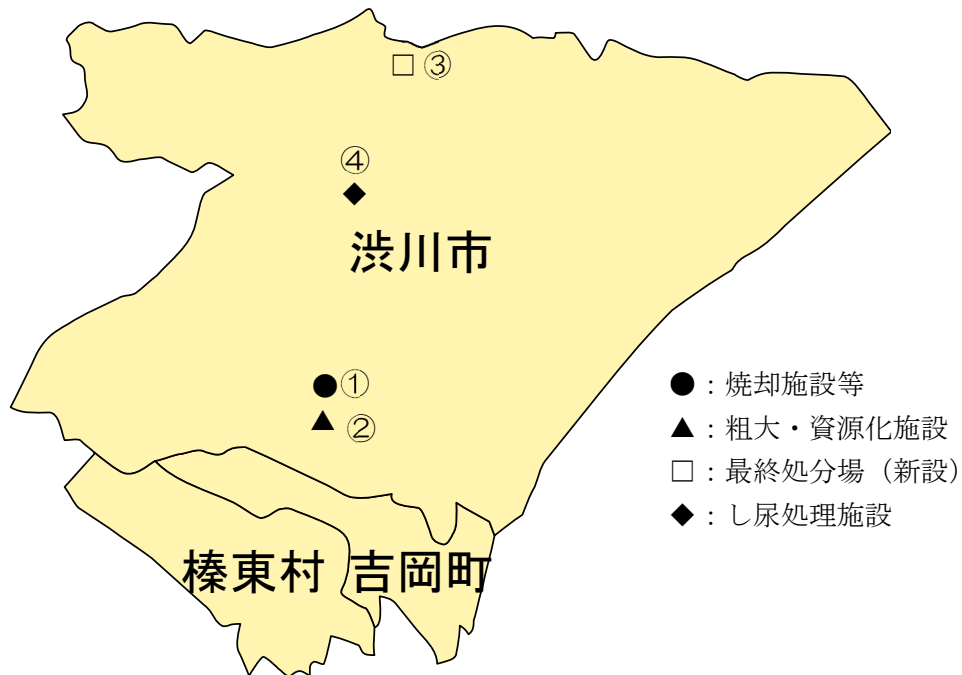 □ ③
④
◆
渋川市
● ①
▲ ②
●：焼却施設等
▲：粗大・資源化施設
□：最終処分場（新設）
◆：し尿処理施設
榛東村 吉岡町